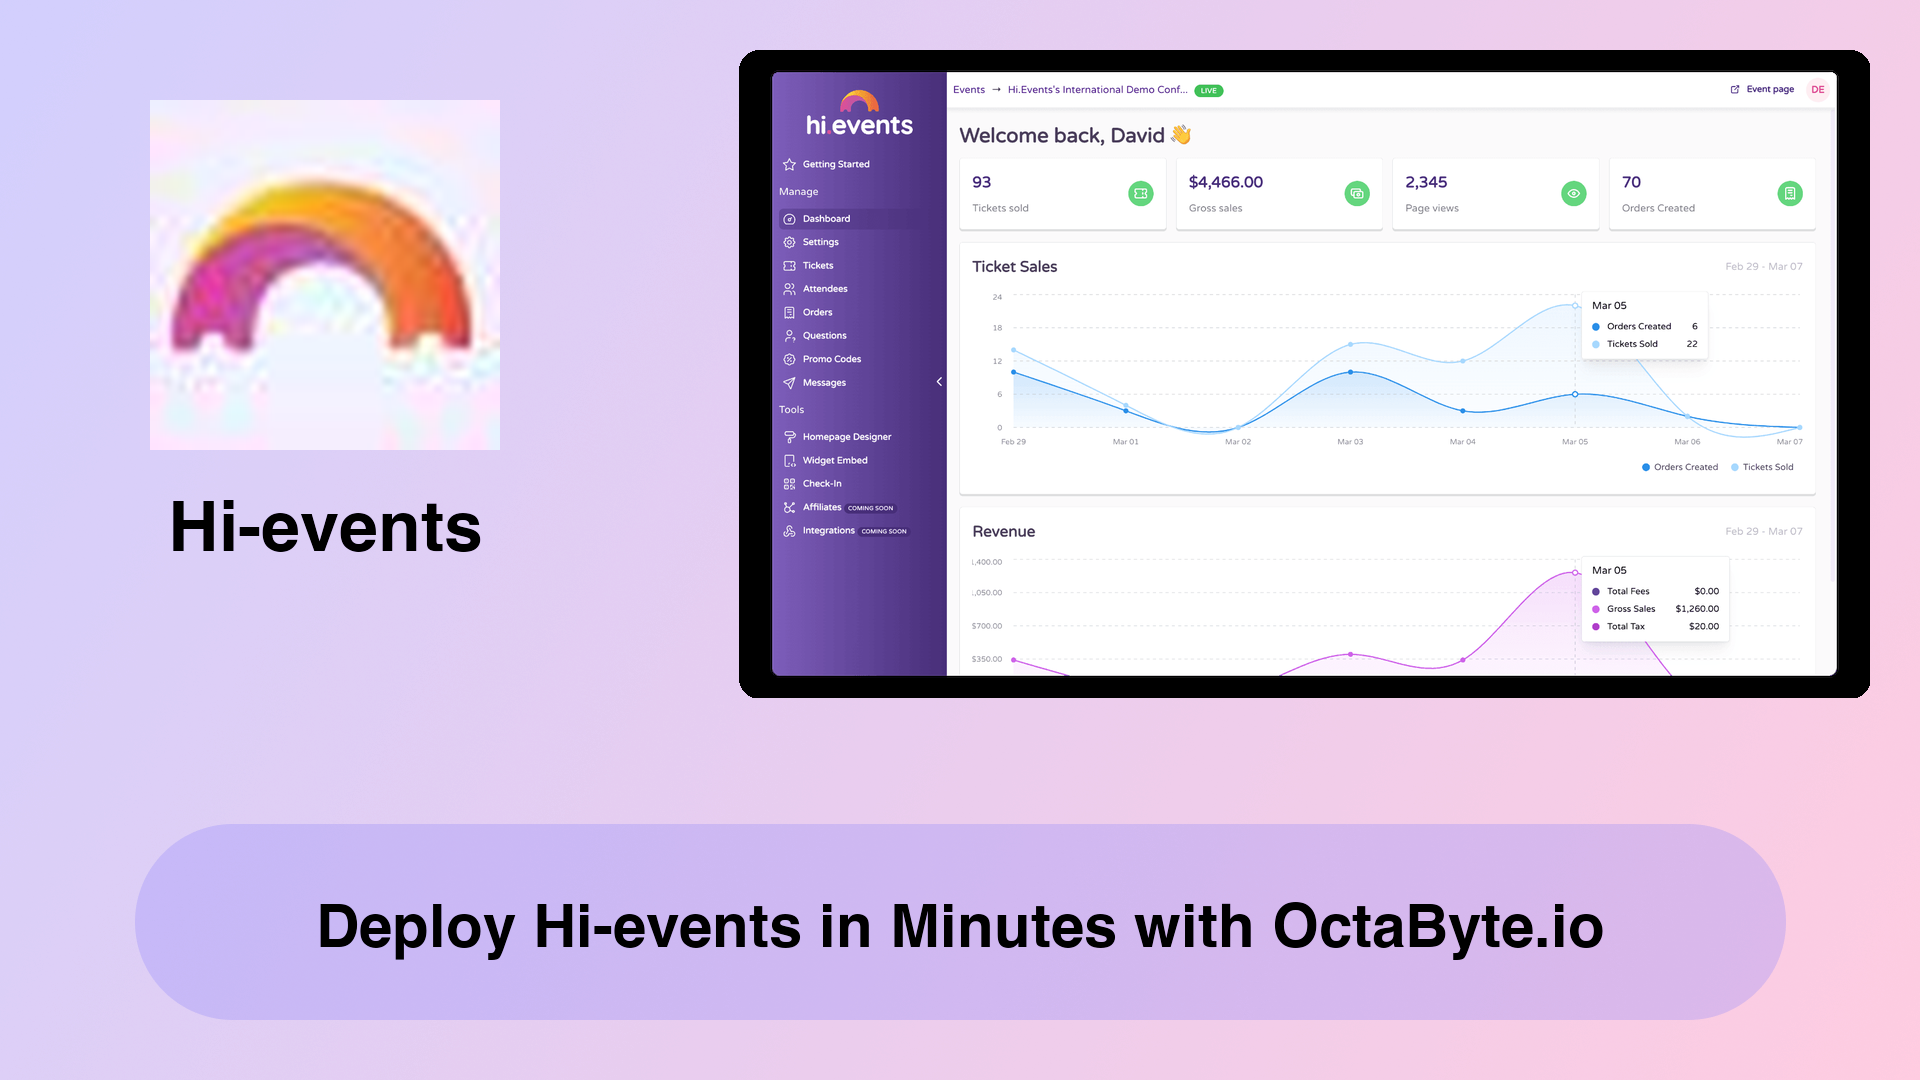 Hi-events
hi.events
Getting Started
Manage
Dashboard
Settings
Tickets
Attendees
Orders
Questions
Promo Codes
Messages
Tools
Homepage Designer
Widget Embed
Check-In
Affiliates COMING SOON
Integrations COMING SOON
Events → Hi.Events's International Demo Conf... LIVE
Event page DE
Welcome back, David 👋
93
Tickets sold
$4,466.00
Gross sales
2,345
Page views
70
Orders Created
Ticket Sales
Feb 29 - Mar 07
24
18
12
6
0
Feb 29 Mar 01 Mar 02 Mar 03 Mar 04 Mar 05 Mar 06 Mar 07
Mar 05
Orders Created 6
Tickets Sold 22
Orders Created Tickets Sold
Revenue
Feb 29 - Mar 07
,400.00
,050.00
$700.00
$350.00
Mar 05
Total Fees $0.00
Gross Sales $1,260.00
Total Tax $20.00
Deploy Hi-events in Minutes with OctaByte.io